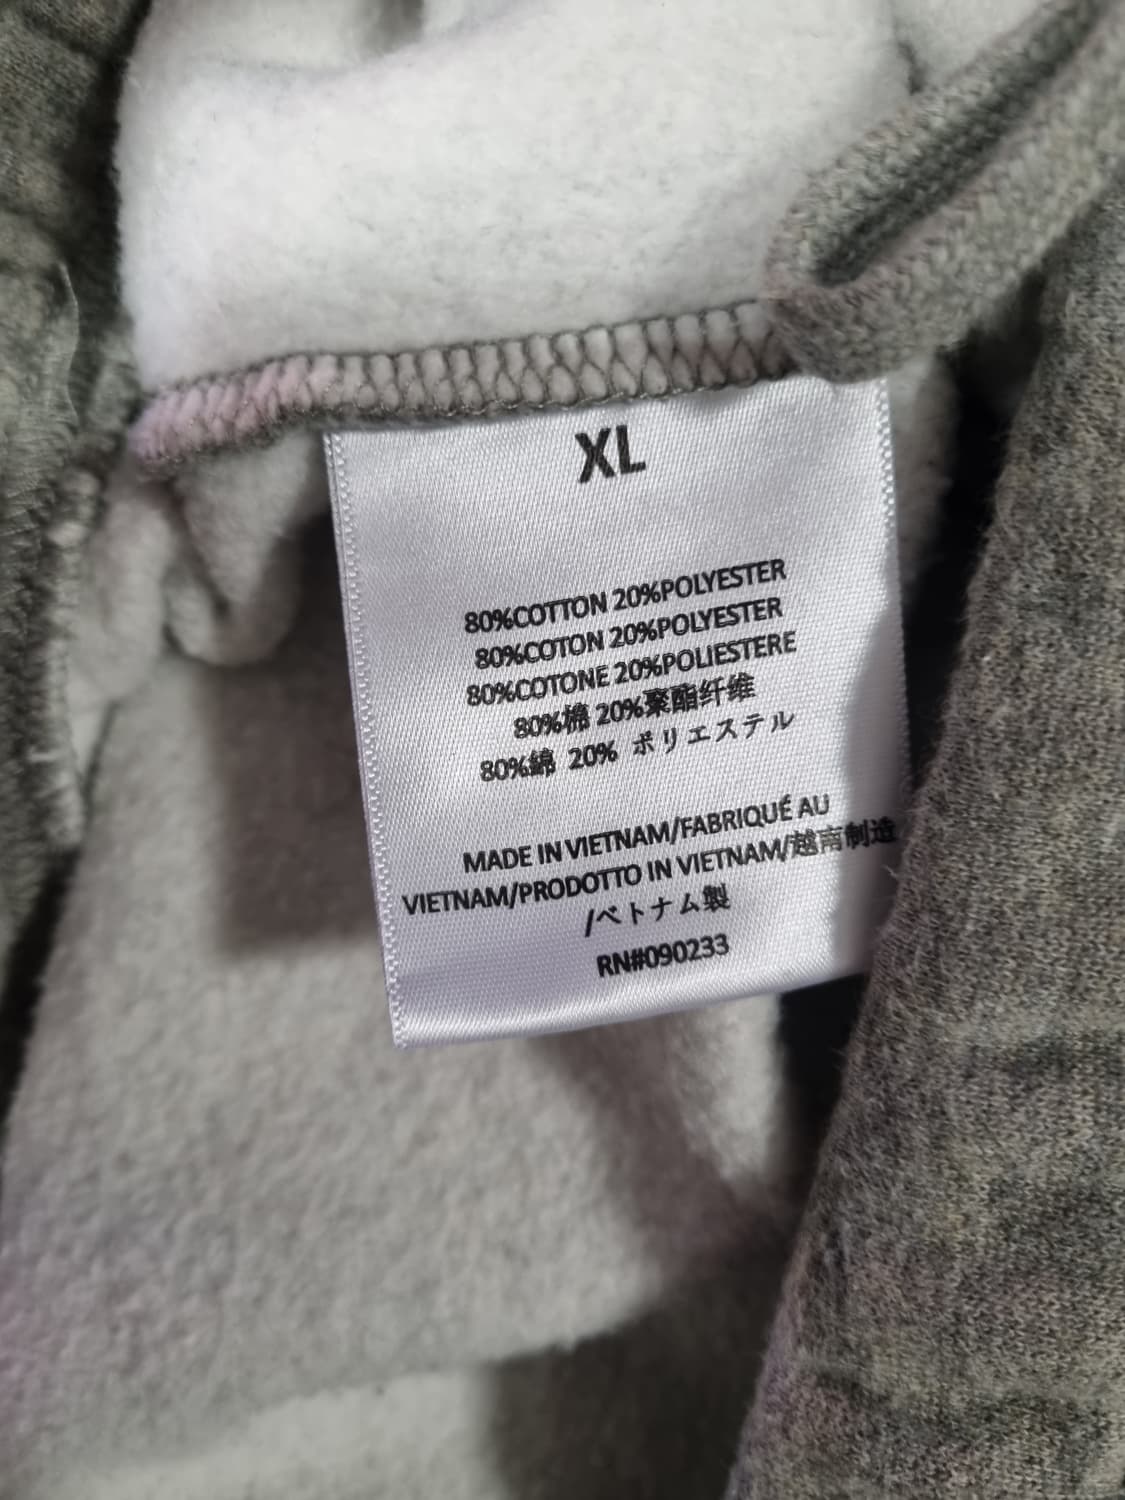 XL
80%COTTON 20%POLYESTER
80%COTON 20%POLYESTER
80%COTONE 20%POLIESTERE
80%棉 20%聚酯纤维
80%綿 20% ポリエステル
MADE IN VIETNAM/FABRIQUÉ AU
VIETNAM/PRODOTTO IN VIETNAM/越南制造
/ベトナム製
RN#090233